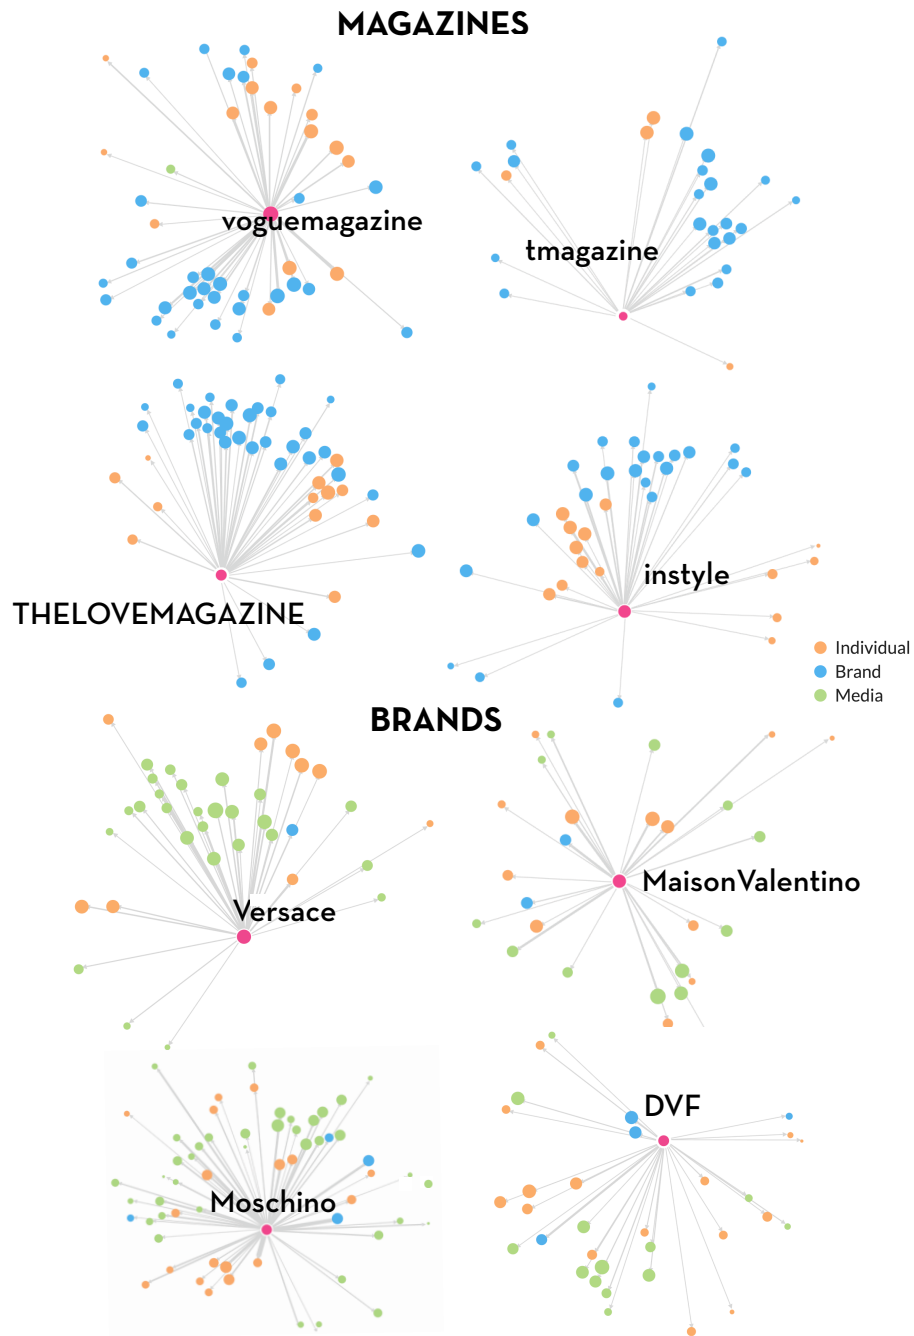 MAGAZINES
voguemagazine
tmagazine
THELOVEMAGAZINE
instyle
Individual
Brand
Media
BRANDS
Versace
MaisonValentino
Moschino
DVF